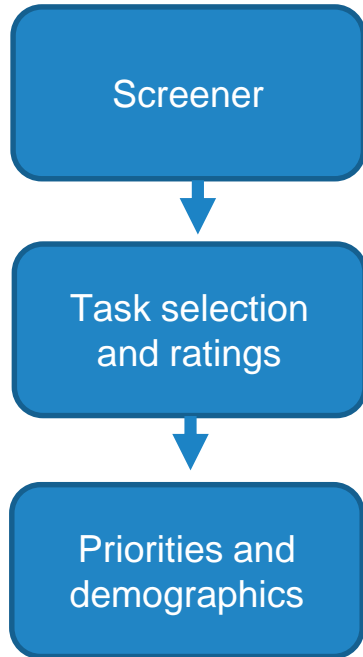 Screener
Task selection
and ratings
Priorities and
demographics